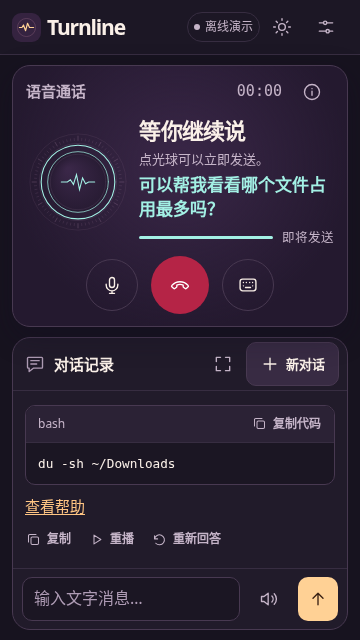 Turnline
离线演示
语音通话
00:00
等你继续说
点光球可以立即发送。
可以帮我看看哪个文件占
用最多吗？
即将发送
对话记录
新对话
bash
复制代码
du -sh ~/Downloads
查看帮助
复制
重播
重新回答
输入文字消息...